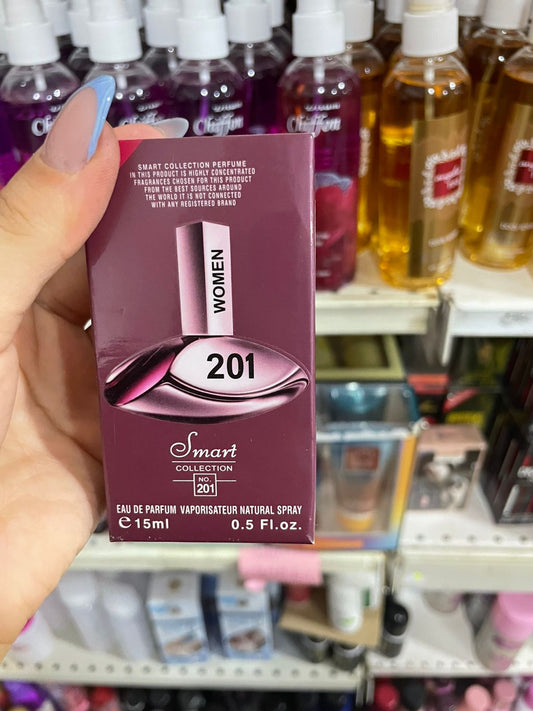 Chiffon
Chiffon
SMART COLLECTION PERFUME
IN THIS PRODUCT IS HIGHLY CONCENTRATED
FRAGRANCES CHOSEN FOR THIS PRODUCT
FROM THE BEST SOURCES AROUND
THE WORLD IT IS NOT CONNECTED
WITH ANY REGISTERED BRAND
WOMEN
201
Smart
COLLECTION
NO.
201
EAU DE PARFUM VAPORISATEUR NATURAL SPRAY
℮15ml 0.5 Fl.oz.